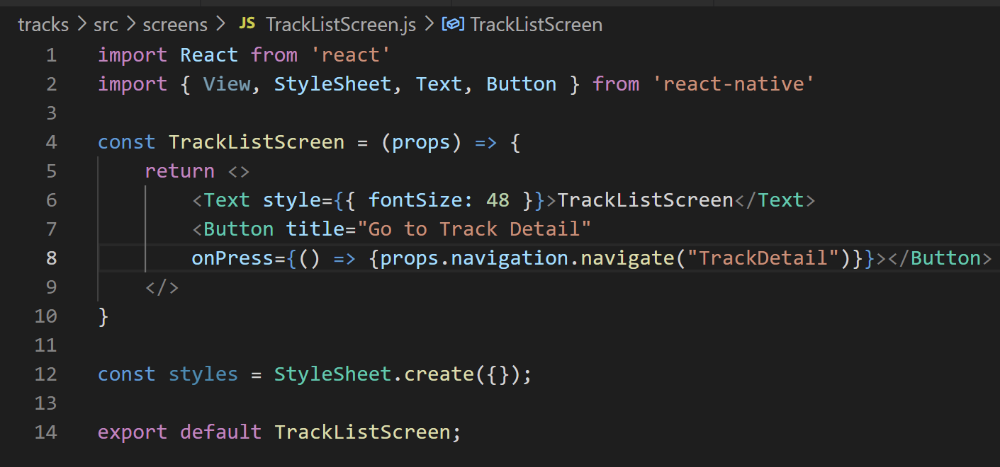 tracks > src > screens > JS TrackListScreen.js > TrackListScreen
1 import React from 'react'
2 import { View, StyleSheet, Text, Button } from 'react-native'
3
4 const TrackListScreen = (props) => {
5     return <>
6         <Text style={{ fontSize: 48 }}>TrackListScreen</Text>
7         <Button title="Go to Track Detail"
8         onPress={() => {props.navigation.navigate("TrackDetail")}}></Button>
9     </>
10 }
11
12 const styles = StyleSheet.create({});
13
14 export default TrackListScreen;